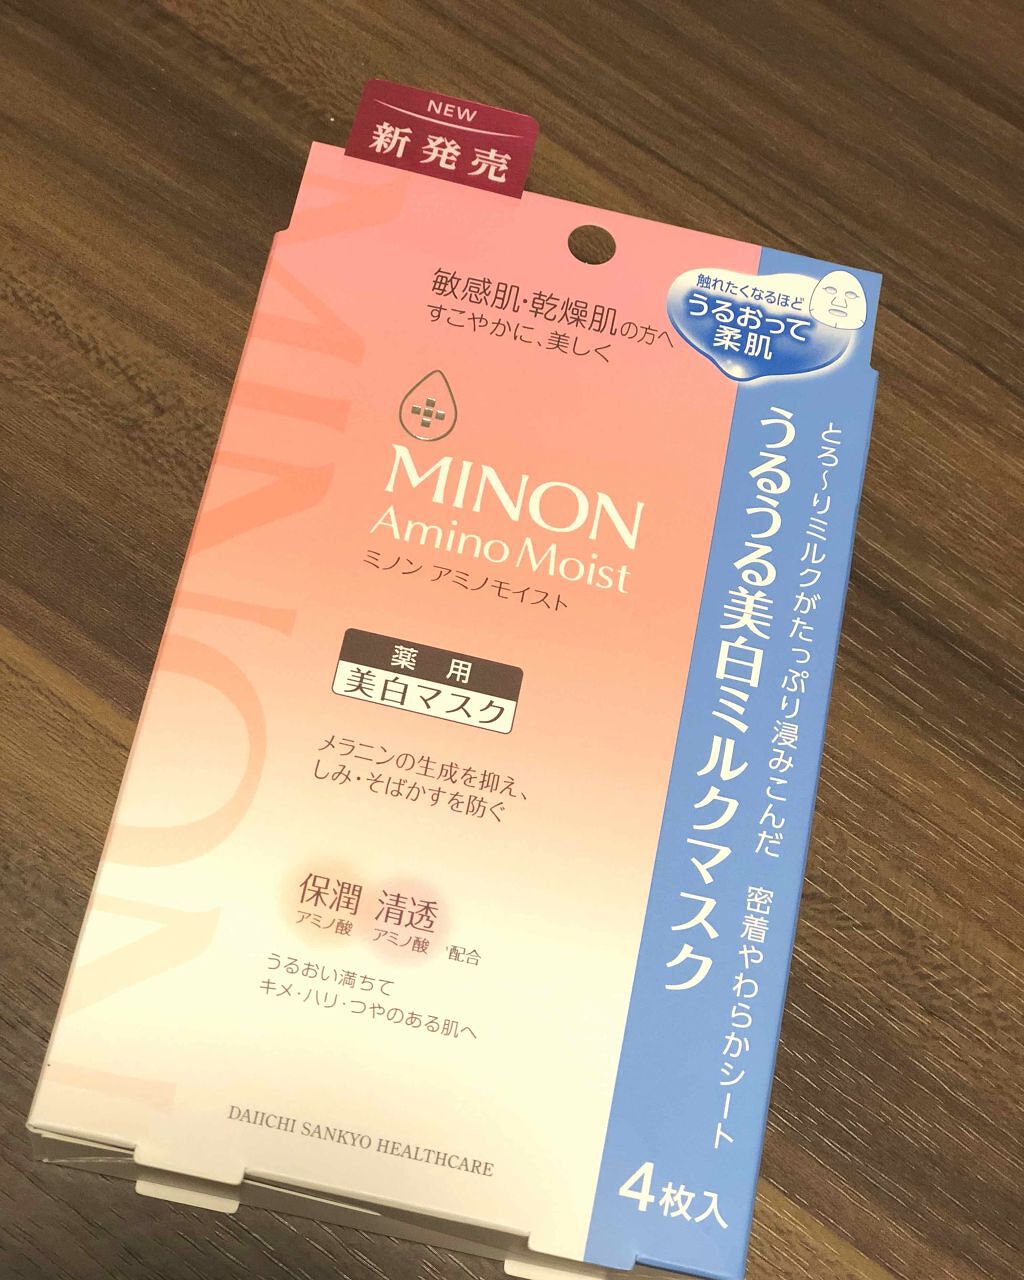 NEW
新発売
敏感肌・乾燥肌の方へ
すこやかに、美しく
触れたくなるほど
うるおって
柔肌
MINON
Amino Moist
ミノン アミノモイスト
薬用
美白マスク
メラニンの生成を抑え、
しみ・そばかすを防ぐ
保潤 清透
アミノ酸 アミノ酸 配合
うるおい満ちて
キメ・ハリ・つやのある肌へ
DAIICHI SANKYO HEALTHCARE
とろ~りミルクがたっぷり浸みこんだ 密着やわらかシート
うるうる美白ミルクマスク
4枚入
MINON